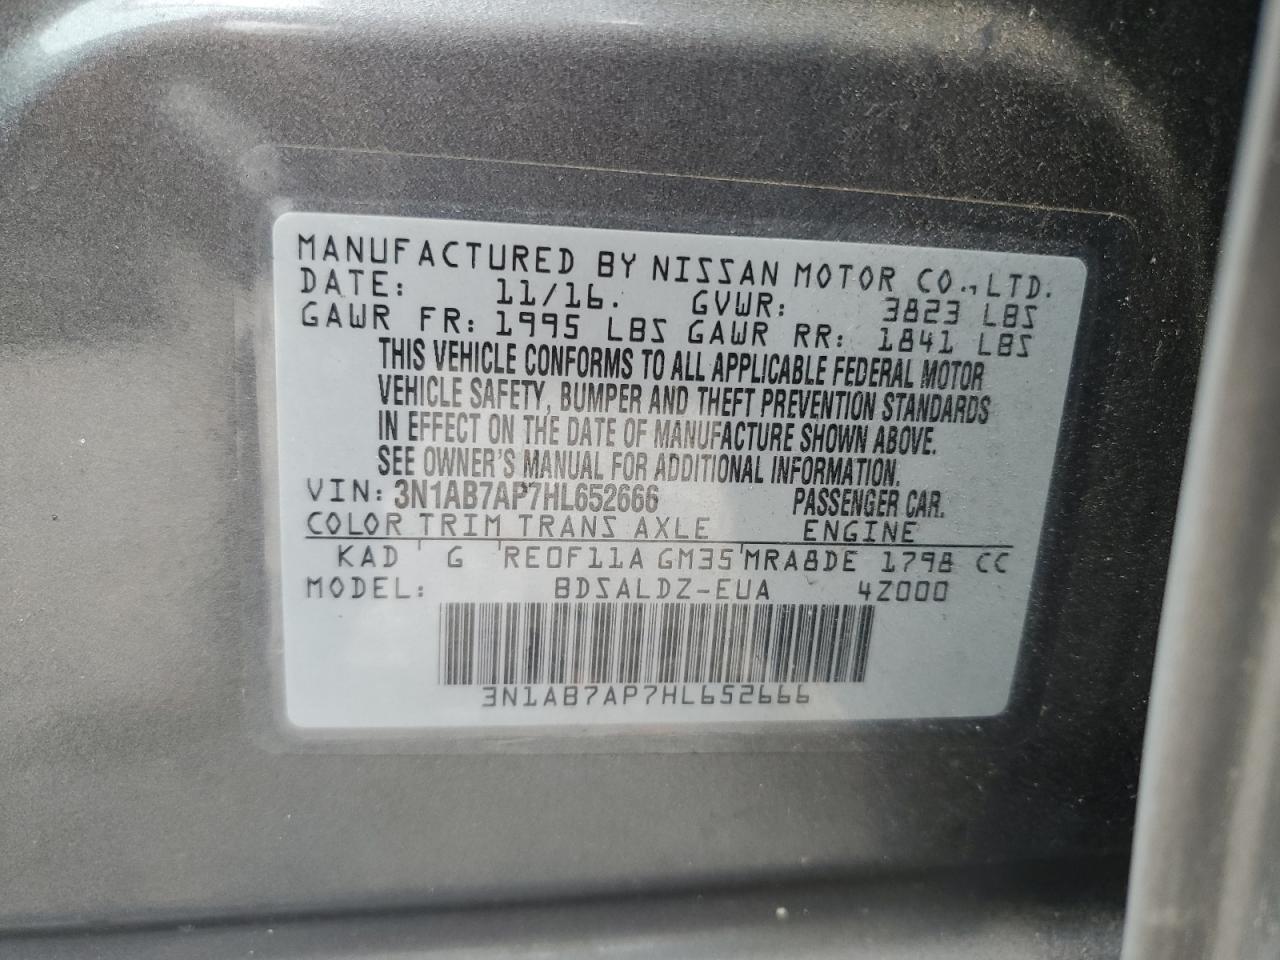 MANUFACTURED BY NISSAN MOTOR CO.,LTD.
DATE: 11/16. GVWR: 3823 LBS
GAWR FR: 1995 LBS GAWR RR: 1841 LBS
THIS VEHICLE CONFORMS TO ALL APPLICABLE FEDERAL MOTOR
VEHICLE SAFETY, BUMPER AND THEFT PREVENTION STANDARDS
IN EFFECT ON THE DATE OF MANUFACTURE SHOWN ABOVE.
SEE OWNER'S MANUAL FOR ADDITIONAL INFORMATION.
VIN: 3N1AB7AP7HL652666 PASSENGER CAR.
COLOR TRIM TRANS AXLE ENGINE
KAD G RE0F11A GM35 MRA8DE 1798 CC
MODEL: BDSALDZ-EUA 4Z000
3N1AB7AP7HL652666